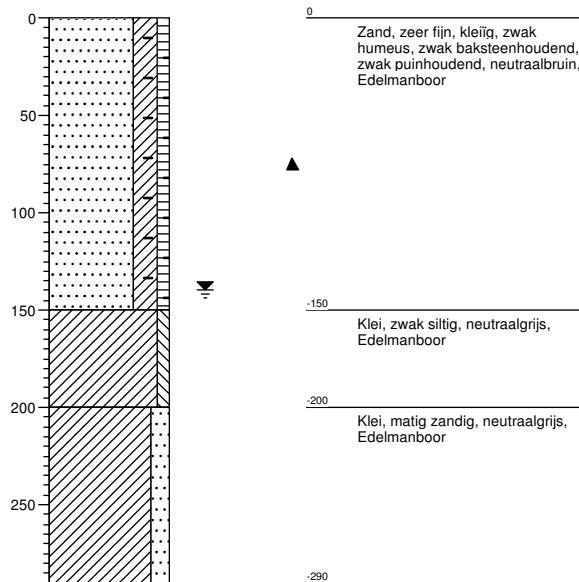 0
50
100
150
200
250
0
Zand, zeer fijn, kleiïg, zwak
humeus, zwak baksteenhoudend,
zwak puinhoudend, neutraalbruin,
Edelmanboor
-150
Klei, zwak siltig, neutraalgrijs,
Edelmanboor
-200
Klei, matig zandig, neutraalgrijs,
Edelmanboor
-290